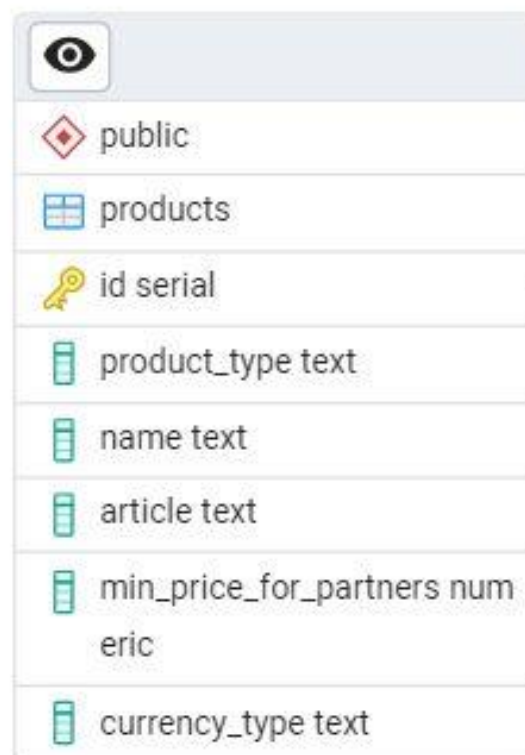 public
products
id serial
product_type text
name text
article text
min_price_for_partners num
eric
currency_type text